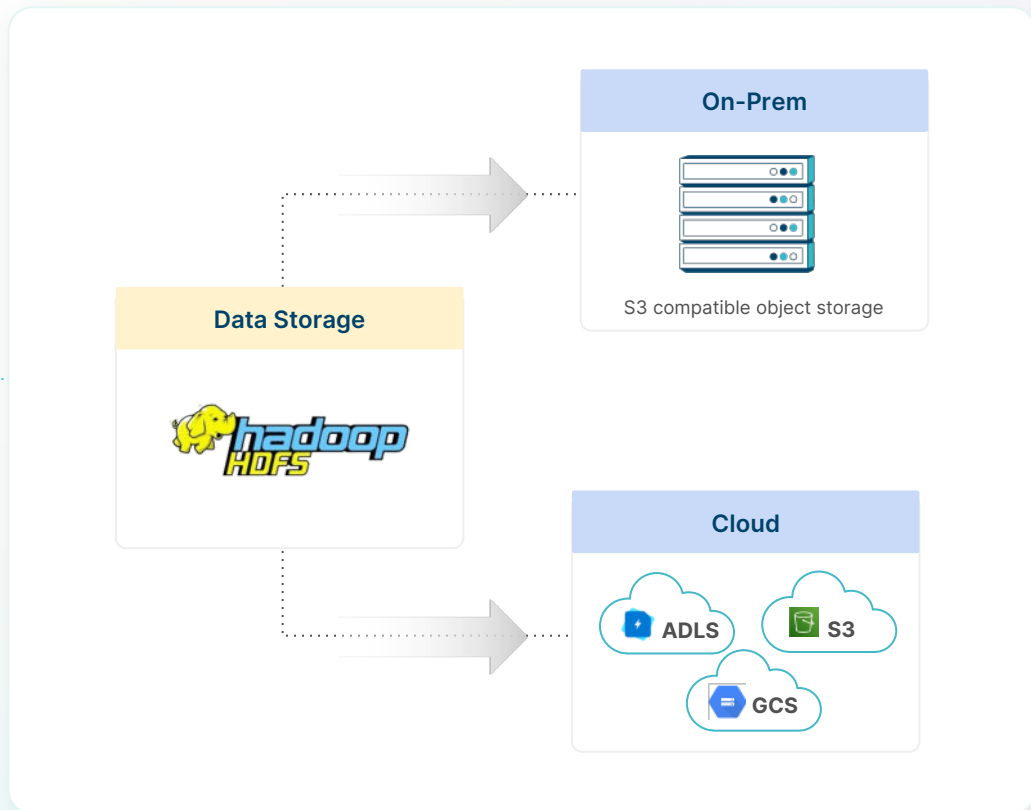 On-Prem
S3 compatible object storage
Data Storage
hadoop
HDFS
Cloud
ADLS
S3
GCS